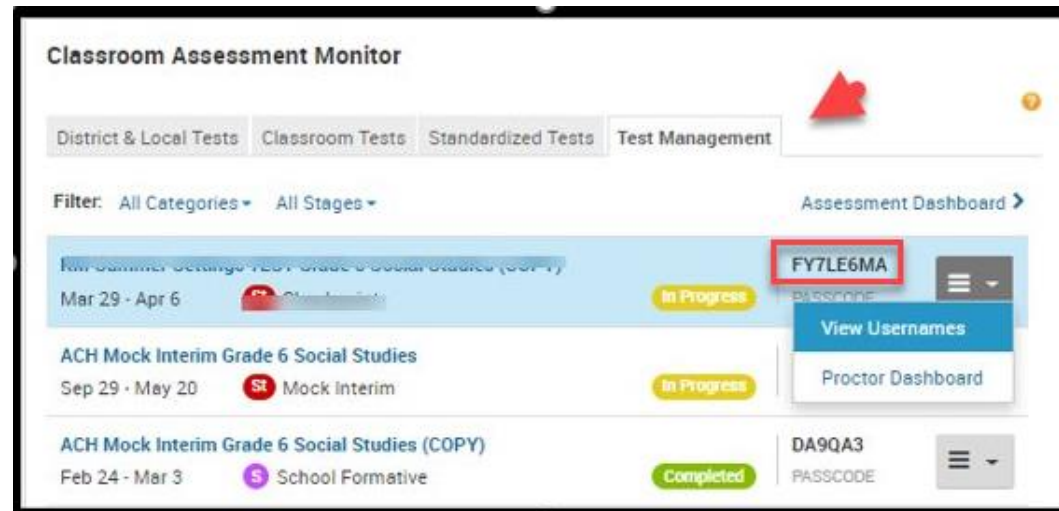 Classroom Assessment Monitor
District & Local Tests Classroom Tests Standardized Tests Test Management
Filter: All Categories All Stages Assessment Dashboard
FY7LE6MA
Mar 29 - Apr 6 In Progress PASSCODE
View Usernames
ACH Mock Interim Grade 6 Social Studies
Sep 29 - May 20 St Mock Interim In Progress
Proctor Dashboard
ACH Mock Interim Grade 6 Social Studies (COPY) DA9QA3
Feb 24 - Mar 3 S School Formative Completed PASSCODE